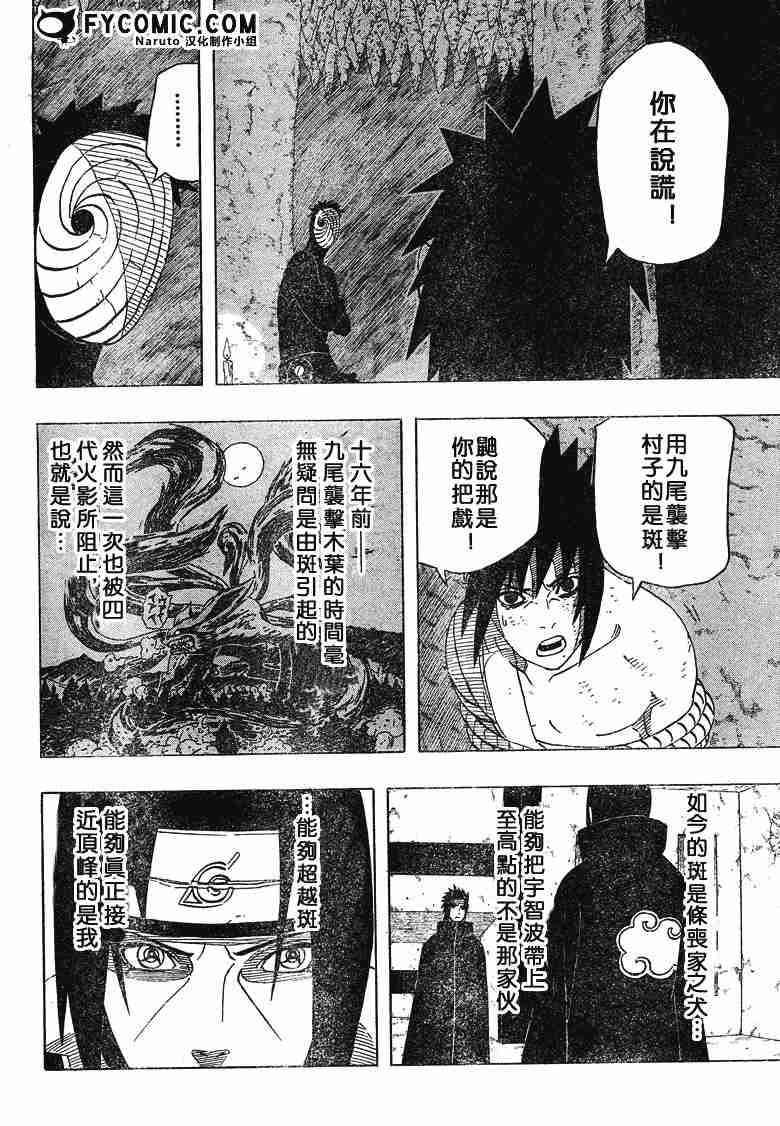 FYCOMIC.COM
Naruto 汉化制作小组
你在說謊！
………
用九尾襲擊
村子的是斑！
鼬說那是
你的把戲！
十六年前——
九尾襲擊木葉的時間毫
無疑問是由斑引起的
然而這一次也被四
代火影所阻止，
也就是說…
如今的斑是條喪家之犬…
能夠把宇智波帶上
至高點的不是那家伙
…能夠超越斑
能夠真正接
近頂峰的是我